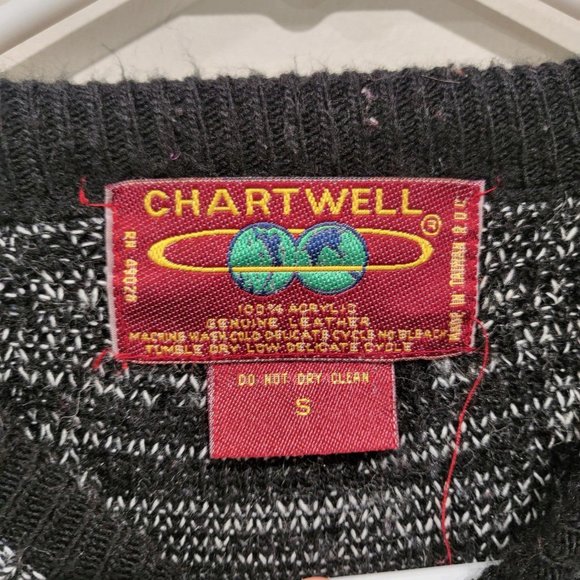 CHARTWELL
®
100% ACRYLIC
GENUINE LEATHER
MACHINE WASH COLD DELICATE CYCLE NO BLEACH
TUMBLE DRY LOW DELICATE CYCLE
RN
MADE IN TAIWAN R.O.C.
DO NOT DRY CLEAN
S